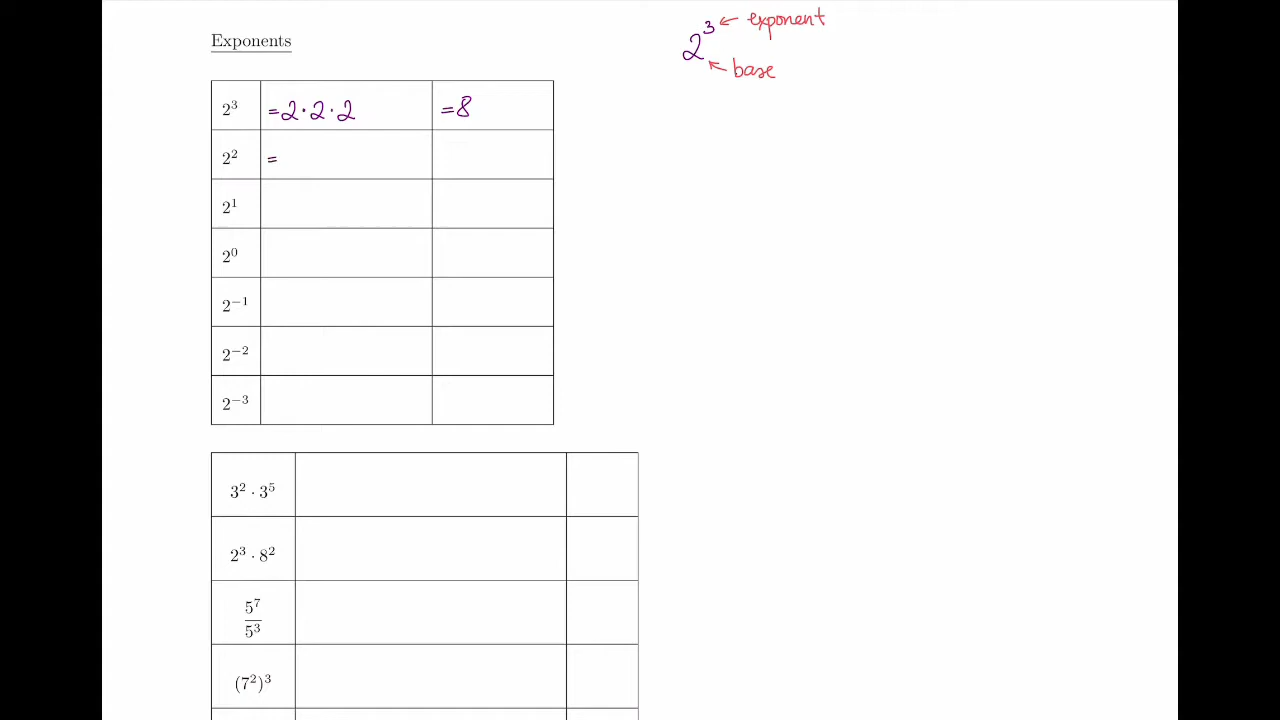 Exponents
2³ ← exponent
← base
2³ =2·2·2 =8
2² =
2¹
2⁰
2⁻¹
2⁻²
2⁻³
3² · 3⁵
2³ · 8²
5⁷
5³
(7²)³